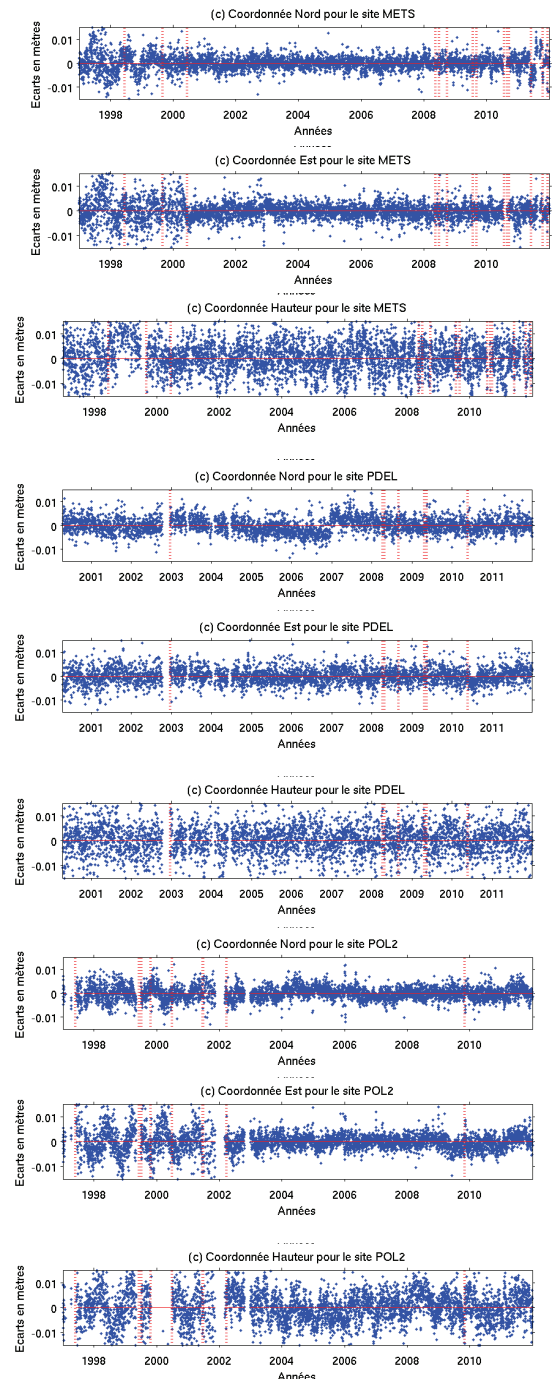 (c) Coordonnée Nord pour le site METS
Ecarts en mètres
0.01
0
-0.01
1998 2000 2002 2004 2006 2008 2010
Années
(c) Coordonnée Est pour le site METS
Ecarts en mètres
0.01
0
-0.01
1998 2000 2002 2004 2006 2008 2010
Années
(c) Coordonnée Hauteur pour le site METS
Ecarts en mètres
0.01
0
-0.01
1998 2000 2002 2004 2006 2008 2010
Années
(c) Coordonnée Nord pour le site PDEL
Ecarts en mètres
0.01
0
-0.01
2001 2002 2003 2004 2005 2006 2007 2008 2009 2010 2011
Années
(c) Coordonnée Est pour le site PDEL
Ecarts en mètres
0.01
0
-0.01
2001 2002 2003 2004 2005 2006 2007 2008 2009 2010 2011
Années
(c) Coordonnée Hauteur pour le site PDEL
Ecarts en mètres
0.01
0
-0.01
2001 2002 2003 2004 2005 2006 2007 2008 2009 2010 2011
Années
(c) Coordonnée Nord pour le site POL2
Ecarts en mètres
0.01
0
-0.01
1998 2000 2002 2004 2006 2008 2010
Années
(c) Coordonnée Est pour le site POL2
Ecarts en mètres
0.01
0
-0.01
1998 2000 2002 2004 2006 2008 2010
Années
(c) Coordonnée Hauteur pour le site POL2
Ecarts en mètres
0.01
0
-0.01
1998 2000 2002 2004 2006 2008 2010
Années